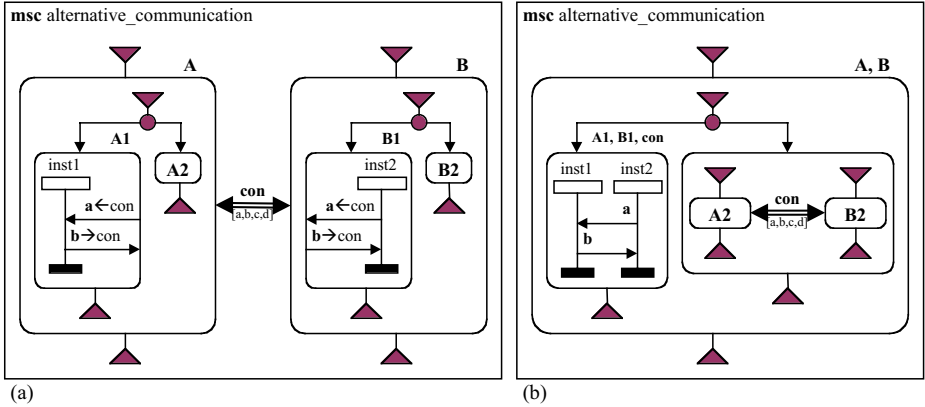 msc alternative_communication
A
A1
inst1
a←con
b→con
A2
con
[a,b,c,d]
B
B1
inst2
a←con
b→con
B2
(a)
msc alternative_communication
A, B
A1, B1, con
inst1 inst2
a
b
A2
con
[a,b,c,d]
B2
(b)